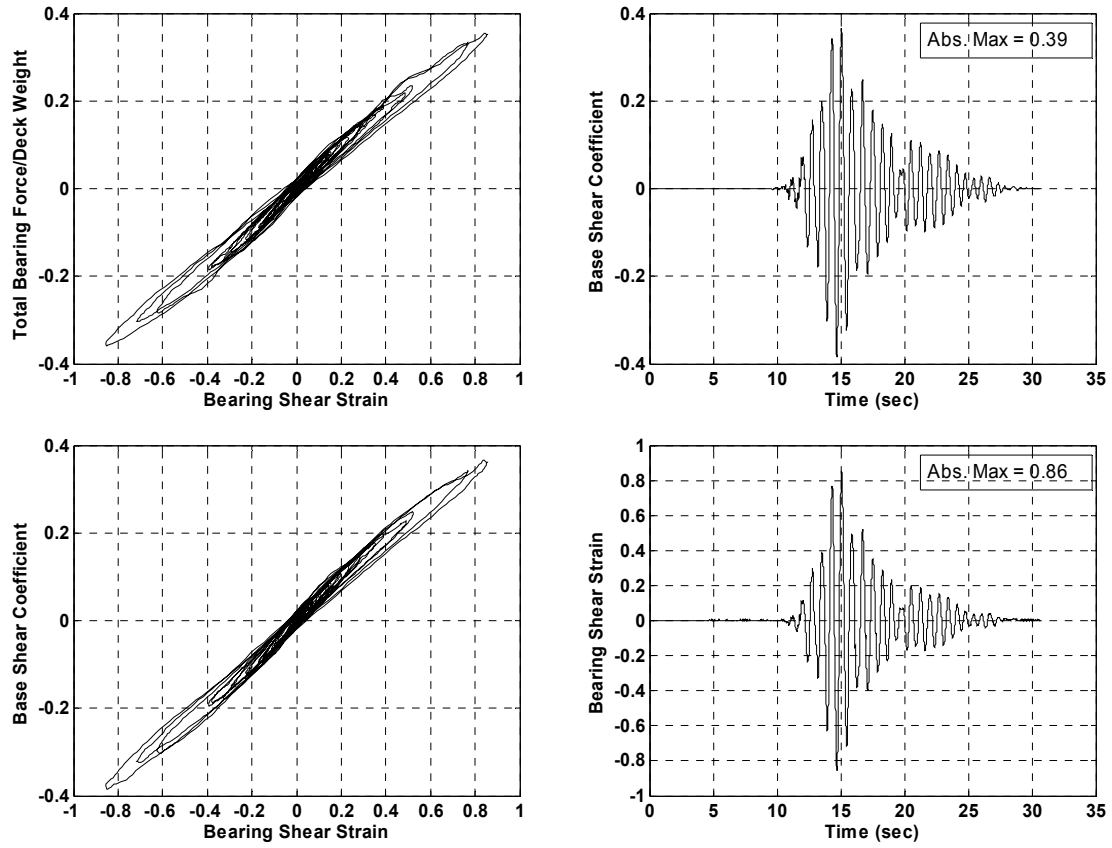 Total Bearing Force/Deck Weight
0.4
0.2
0
-0.2
-0.4
-1 -0.8 -0.6 -0.4 -0.2 0 0.2 0.4 0.6 0.8 1
Bearing Shear Strain
Base Shear Coefficient
0.4
0.2
0
-0.2
-0.4
Abs. Max = 0.39
0 5 10 15 20 25 30 35
Time (sec)
Base Shear Coefficient
0.4
0.2
0
-0.2
-0.4
-1 -0.8 -0.6 -0.4 -0.2 0 0.2 0.4 0.6 0.8 1
Bearing Shear Strain
Bearing Shear Strain
1
0.8
0.6
0.4
0.2
0
-0.2
-0.4
-0.6
-0.8
-1
Abs. Max = 0.86
0 5 10 15 20 25 30 35
Time (sec)